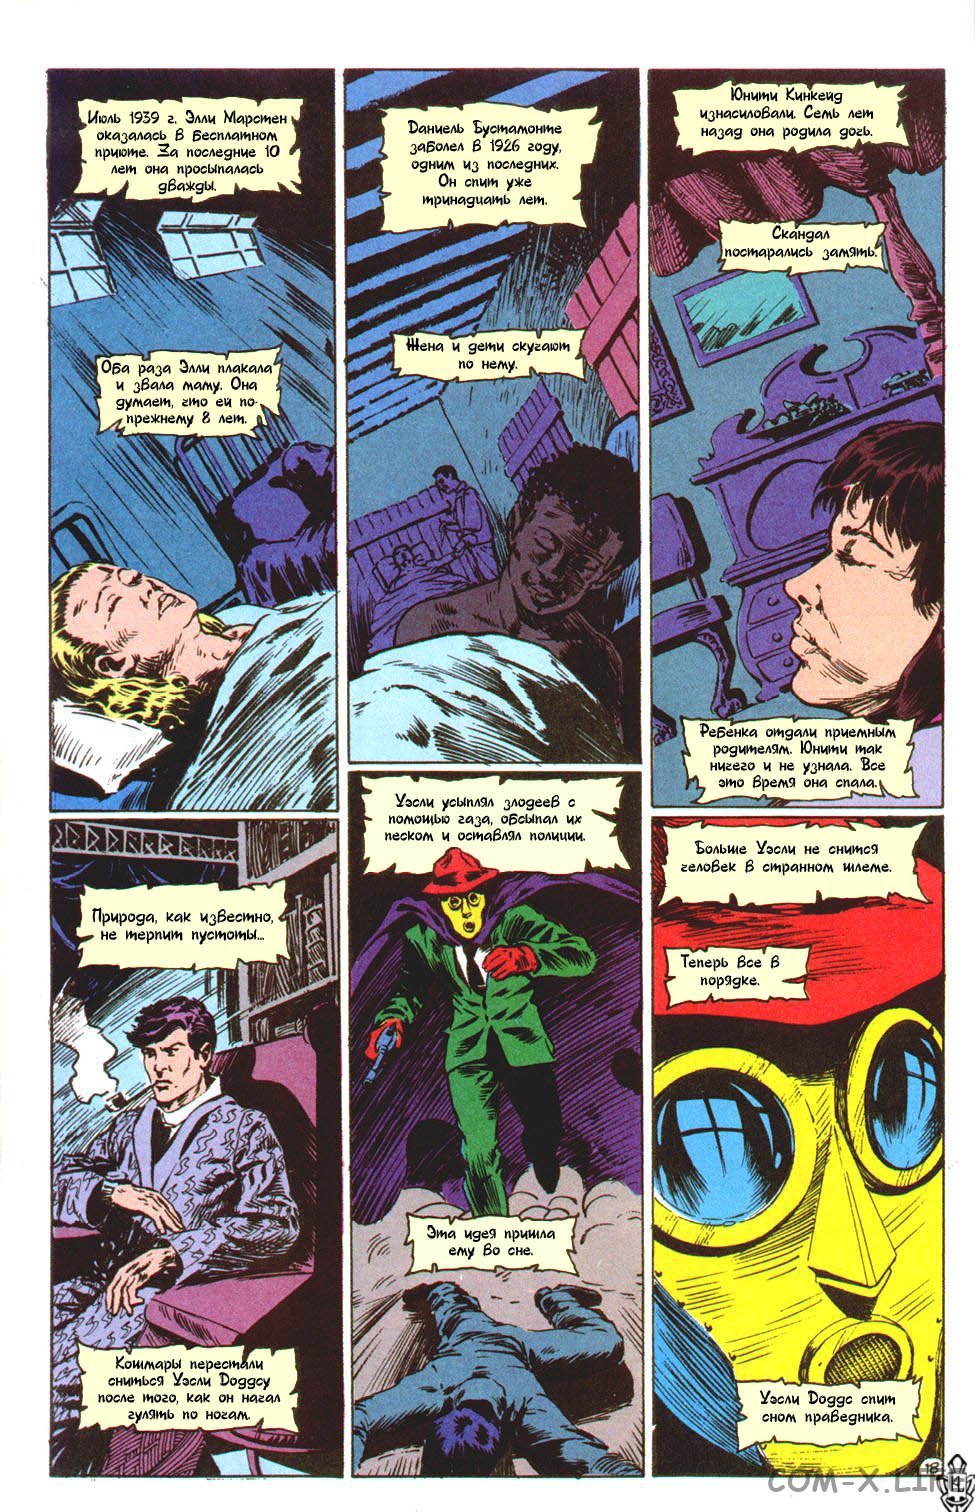 Июль 1939 г. Элли Марстен
оказалась в бесплатном
приюте. За последние 10
лет она просыпалась
дважды.
Оба раза Элли плакала
и звала маму. Она
думает, что ей по-
прежнему 8 лет.
Даниель Бустамонте
заболел в 1926 году,
одним из последних.
Он спит уже
тринадцать лет.
Жена и дети скучают
по нему.
Юнити Кинкейд
изнасиловали. Семь лет
назад она родила дочь.
Скандал
постарались замять.
Ребенка отдали приемным
родителям. Юнити так
ничего и не узнала. Все
это время она спала.
Природа, как известно,
не терпит пустоты...
Кошмары перестали
сниться Уэсли Доддсу
после того, как он начал
гулять по ночам.
Уэсли усыплял злодеев с
помощью газа, обсыпал их
песком и оставлял полиции.
Эта идея пришла
ему во сне.
Больше Уэсли не снится
человек в странном шлеме.
Теперь все в
порядке.
Уэсли Доддс спит
сном праведника.
18
14
COM-X.LIFE